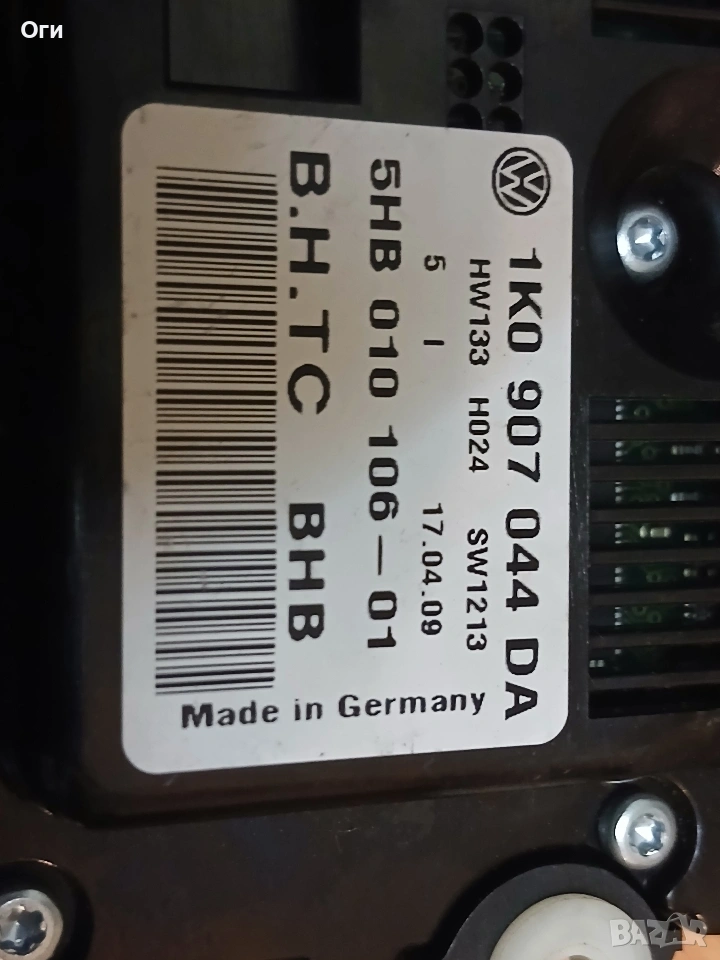 Оги
1K0 907 044 DA
HW133 H024 SW1213
5 I 17.04.09
5HB 010 106-01
B.H.TC BHB
Made in Germany
BAZAR